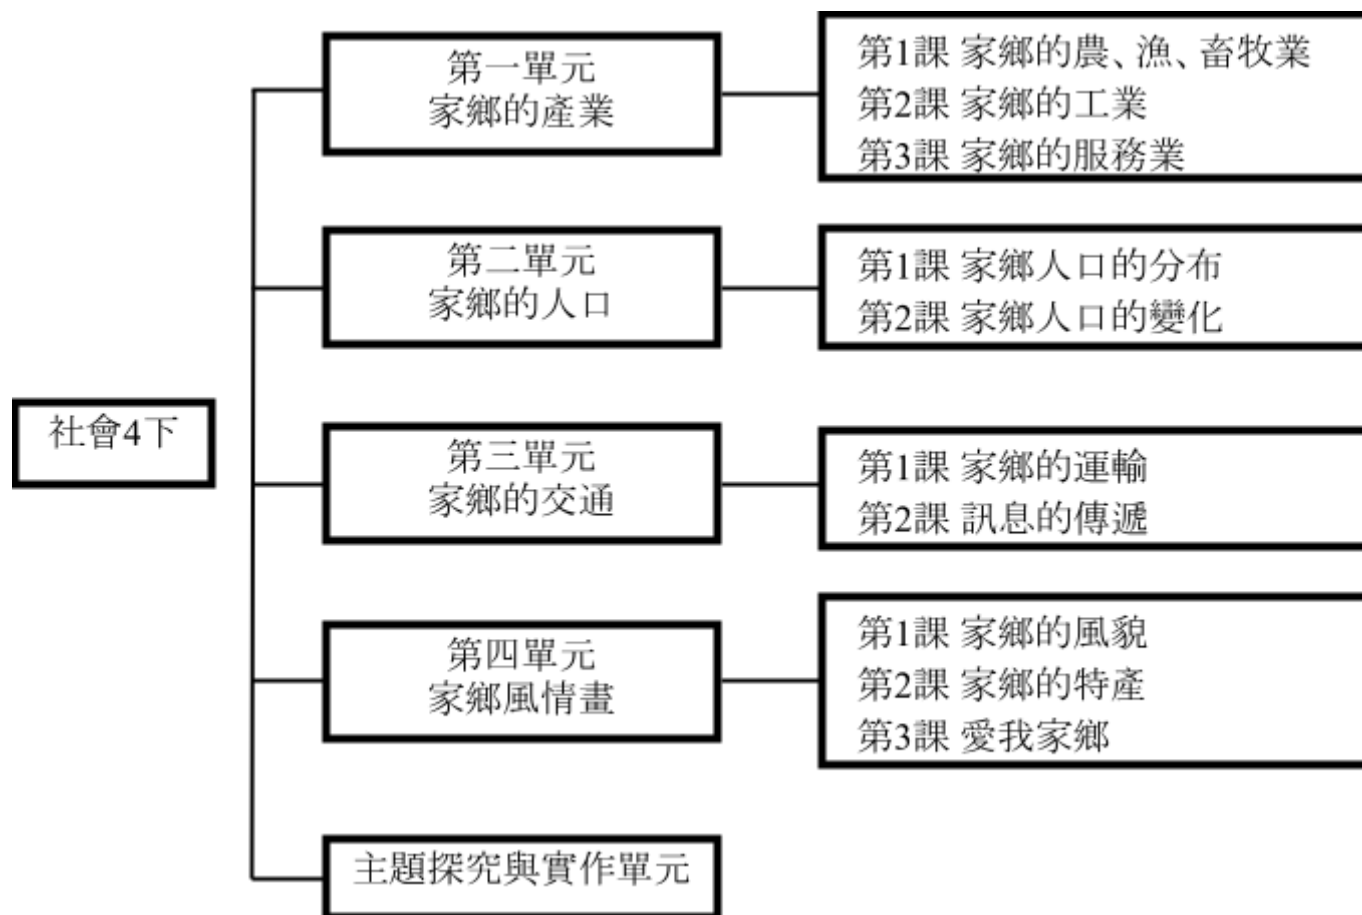 社會4下
第一單元
家鄉的產業
第1課 家鄉的農、漁、畜牧業
第2課 家鄉的工業
第3課 家鄉的服務業
第二單元
家鄉的人口
第1課 家鄉人口的分布
第2課 家鄉人口的變化
第三單元
家鄉的交通
第1課 家鄉的運輸
第2課 訊息的傳遞
第四單元
家鄉風情畫
第1課 家鄉的風貌
第2課 家鄉的特產
第3課 愛我家鄉
主題探究與實作單元